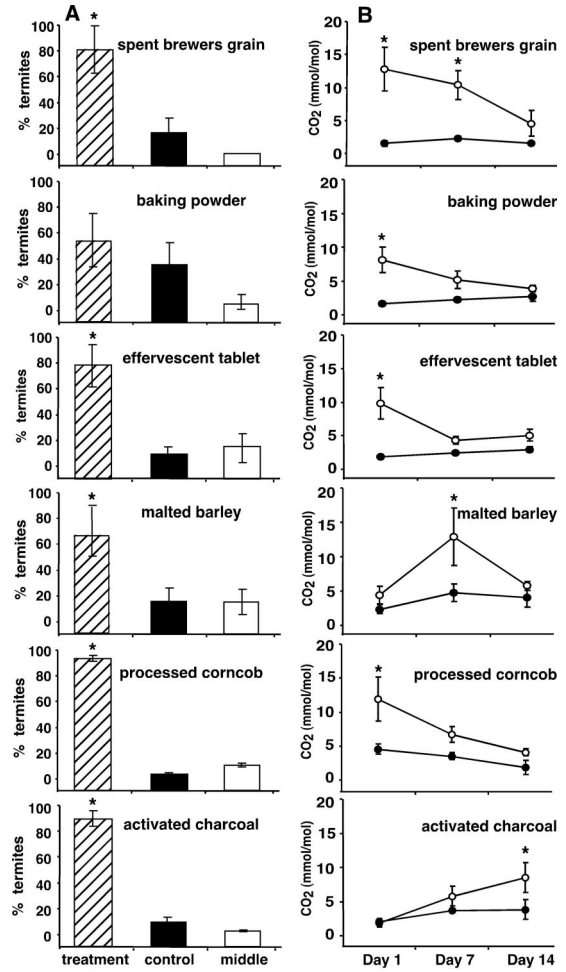 A
B
*
spent brewers grain
% termites
100
80
60
40
20
0
* *
spent brewers grain
CO2 (mmol/mol)
20
15
10
5
0
baking powder
% termites
100
80
60
40
20
0
*
baking powder
CO2 (mmol/mol)
20
15
10
5
0
*
effervescent tablet
% termites
100
80
60
40
20
0
*
effervescent tablet
CO2 (mmol/mol)
20
15
10
5
0
*
malted barley
% termites
100
80
60
40
20
0
*
malted barley
CO2 (mmol/mol)
20
15
10
5
0
*
processed corncob
% termites
100
80
60
40
20
0
*
processed corncob
CO2 (mmol/mol)
20
15
10
5
0
*
activated charcoal
% termites
100
80
60
40
20
0
treatment control middle
*
activated charcoal
CO2 (mmol/mol)
20
15
10
5
0
Day 1 Day 7 Day 14